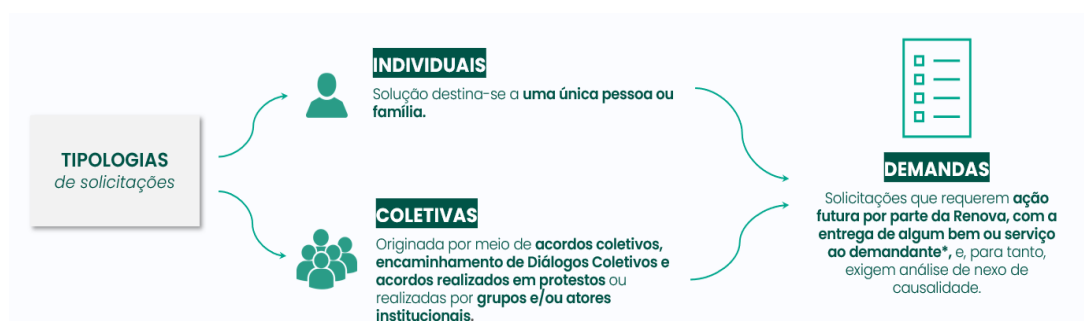 TIPOLOGIAS
de solicitações
INDIVIDUAIS
Solução destina-se a uma única pessoa ou
família.
COLETIVAS
Originada por meio de acordos coletivos,
encaminhamento de Diálogos Coletivos e
acordos realizados em protestos ou
realizadas por grupos e/ou atores
institucionais.
DEMANDAS
Solicitações que requerem ação
futura por parte da Renova, com a
entrega de algum bem ou serviço
ao demandante*, e, para tanto,
exigem análise de nexo de
causalidade.